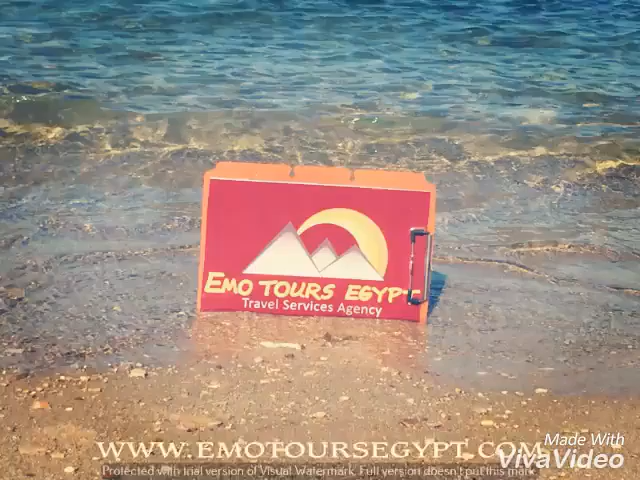 EMO TOURS EGYPT
Travel Services Agency
WWW.EMOTOURSEGYPT.COM
Made With
VivaVideo
Protected with trial version of Visual Watermark. Full version doesn't put this mark.